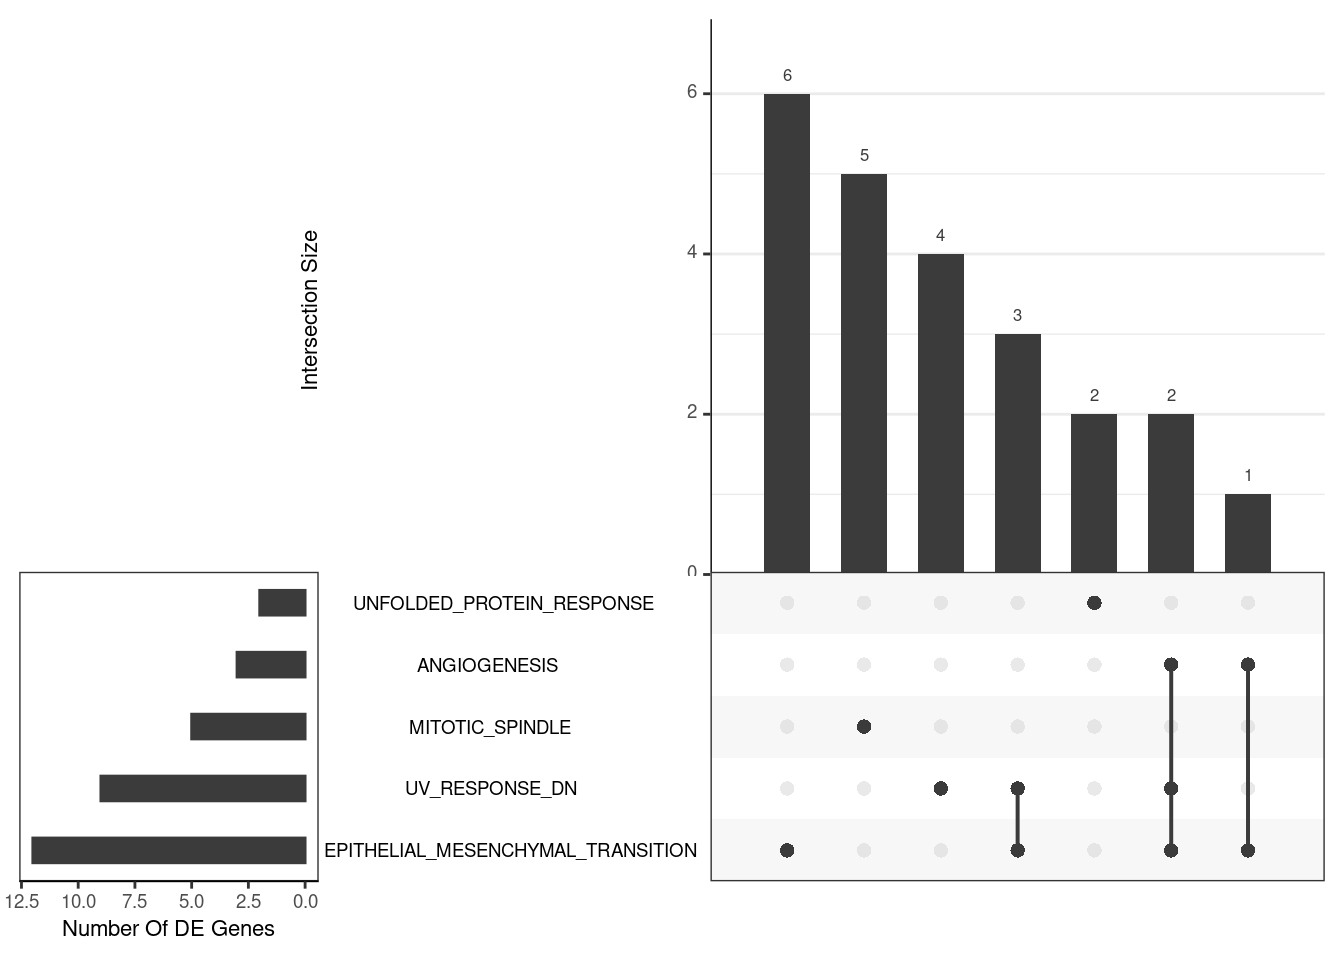 6
5
4
3
2
2
1
6
4
2
0
Intersection Size
UNFOLDED_PROTEIN_RESPONSE
ANGIOGENESIS
MITOTIC_SPINDLE
UV_RESPONSE_DN
EPITHELIAL_MESENCHYMAL_TRANSITION
12.5 10.0 7.5 5.0 2.5 0.0
Number Of DE Genes